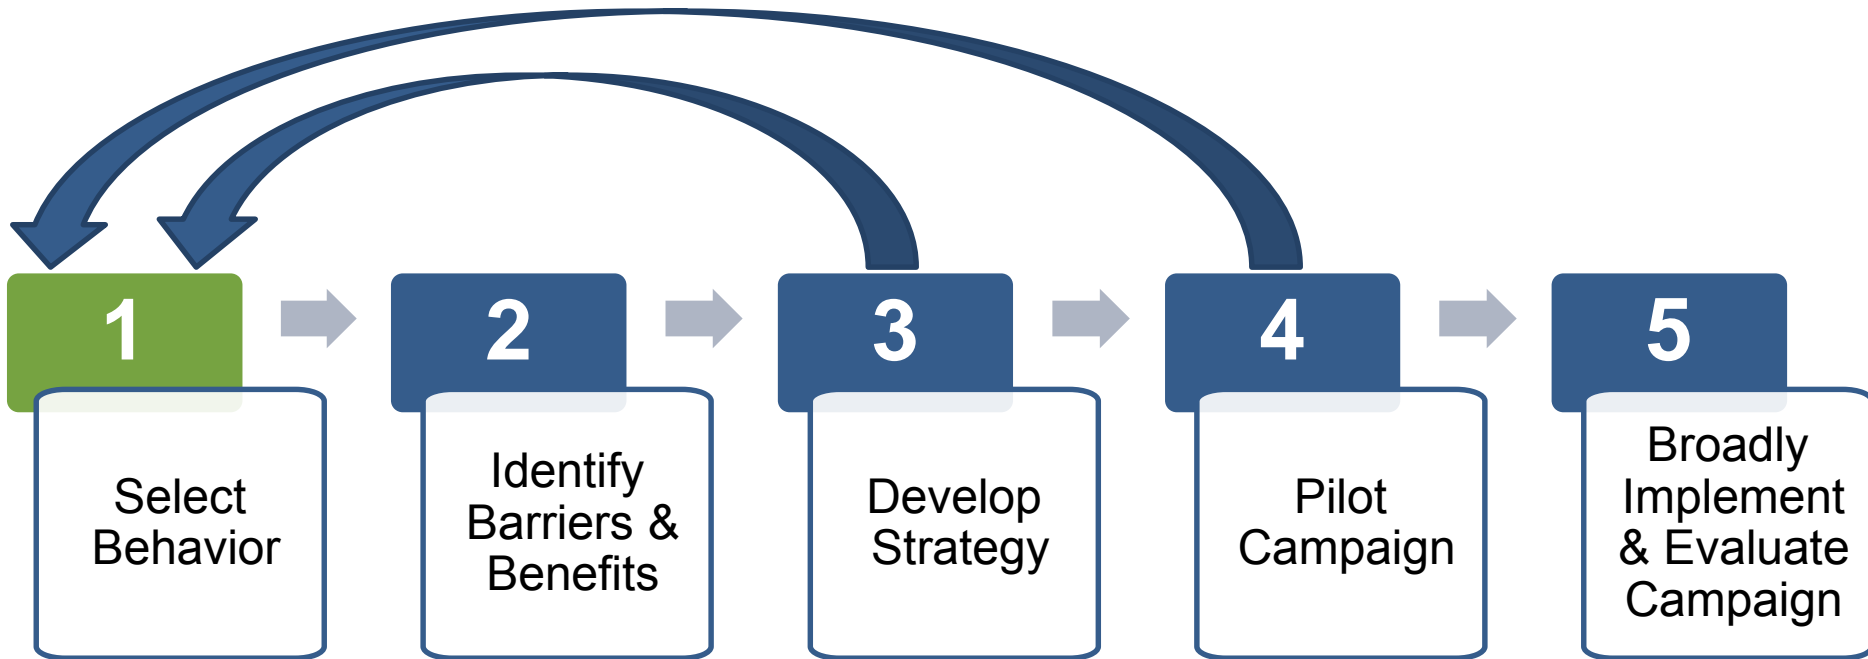 1
Select
Behavior
2
Identify
Barriers &
Benefits
3
Develop
Strategy
4
Pilot
Campaign
5
Broadly
Implement
& Evaluate
Campaign